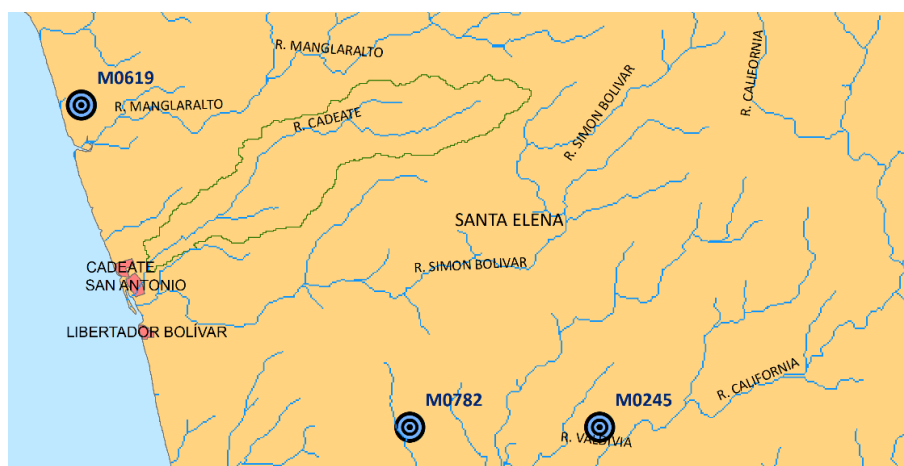 R. MANGLARALTO
R. CALIFORNIA
M0619
R. MANGLARALTO
R. CADEATE
R. SIMON BOLIVAR
SANTA ELENA
R. SIMON BOLIVAR
CADEATE
SAN ANTONIO
LIBERTADOR BOLÍVAR
R. CALIFORNIA
M0782
M0245
R. VALDIVIA